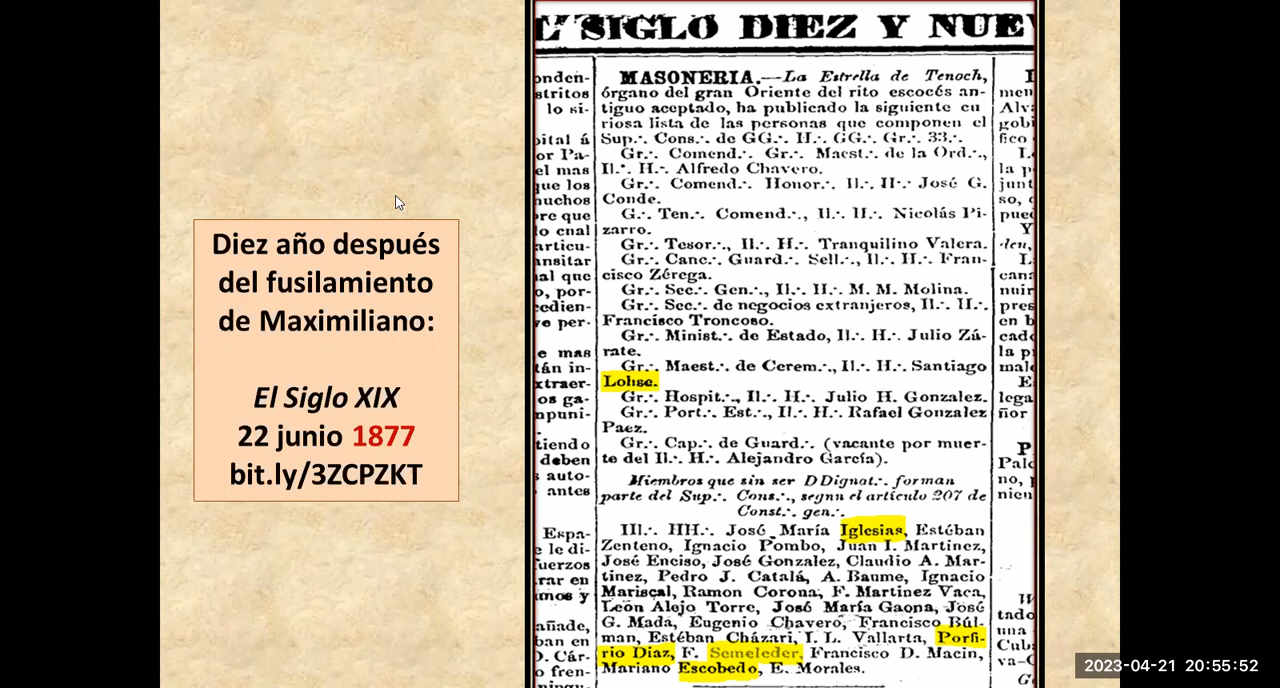 Diez año después
del fusilamiento
de Maximiliano:
El Siglo XIX
22 junio 1877
bit.ly/3ZCPZKT
SIGLO DIEZ Y NUE
MASONERIA.—La Estrella de Tenoch,
órgano del gran Oriente del rito escocés an-
tiguo aceptado, ha publicado la siguiente cu
riosa lista de las personas que componen el
Sup.·. Cons.·. de GG.·. H.·. GG.·. Gr.·. 33.·.
Gr.·. Comend.·. Gr.·. Maest.·. de la Ord.·.,
Il.·. H.·. Alfredo Chavero.
Gr.·. Comend.·. Honor.·. Il.·. H.·. José G.
Conde.
G.·. Ten.·. Comend.·., Il.·. H.·. Nicolás Pi-
zarro.
Gr.·. Tesor.·., Il.·. H.·. Tranquilino Valera.
Gr.·. Canc.·. Guard.·. Sell.·., Il.·. H.·. Fran-
cisco Zérega.
Gr.·. Sec.·. Gen.·., Il.·. H.·. M. M. Molina.
Gr.·. Sec.·. de negocios extranjeros, Il.·. H.·.
Francisco Troncoso.
Gr.·. Minist.·. de Estado, Il.·. H.·. Julio Zá-
rate.
Gr.·. Maest.·. de Cerem.·., Il.·. H.·. Santiago
Lohse.
Gr.·. Hospit.·., Il.·. H.·. Julio H. Gonzalez.
Gr.·. Port.·. Est.·., Il.·. H.·. Rafael Gonzalez
Paez.
Gr.·. Cap.·. de Guard.·. (vacante por muer-
te del Il.·. H.·. Alejandro García).
Miembros que sin ser DDignat.·. forman
parte del Sup.·. Cons.·., segun el artículo 207 de
Const.·. gen.·.
Ill.·. HH.·. José María Iglesias, Estéban
Zenteno, Ignacio Pombo, Juan I. Martinez,
José Enciso, José Gonzalez, Claudio A. Mar-
tinez, Pedro J. Catalá, A. Baume, Ignacio
Mariscal, Ramon Corona, F. Martinez Vaca,
Leon Alejo Torre, José María Gaona, José
G. Mada, Eugenio Chavero, Francisco Búl-
man, Estéban Cházari, I. L. Vallarta, Porfi-
rio Diaz, F. Semeleder, Francisco D. Macin,
Mariano Escobedo, E. Morales.
2023-04-21 20:55:52